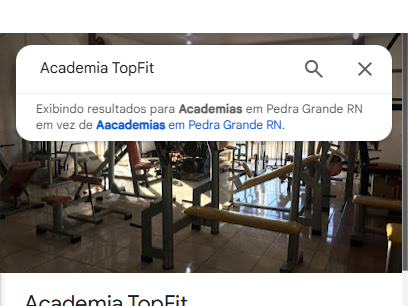 Academia TopFit
Exibindo resultados para Academias em Pedra Grande RN
em vez de Aacademias em Pedra Grande RN.
Academia TopFit